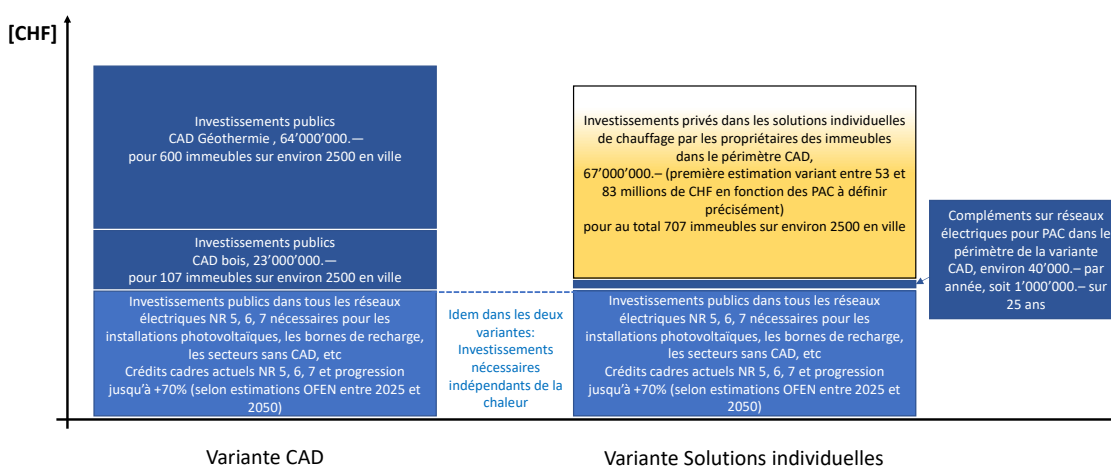 [CHF]
Investissements publics
CAD Géothermie , 64’000’000.—
pour 600 immeubles sur environ 2500 en ville
Investissements publics
CAD bois, 23’000’000.—
pour 107 immeubles sur environ 2500 en ville
Investissements publics dans tous les réseaux
électriques NR 5, 6, 7 nécessaires pour les
installations photovoltaïques, les bornes de recharge,
les secteurs sans CAD, etc
Crédits cadres actuels NR 5, 6, 7 et progression
jusqu’à +70% (selon estimations OFEN entre 2025 et
2050)
Idem dans les deux
variantes:
Investissements
nécessaires
indépendants de la
chaleur
Investissements privés dans les solutions individuelles
de chauffage par les propriétaires des immeubles
dans le périmètre CAD,
67’000’000.– (première estimation variant entre 53 et
83 millions de CHF en fonction des PAC à définir
précisément)
pour au total 707 immeubles sur environ 2500 en ville
Investissements publics dans tous les réseaux
électriques NR 5, 6, 7 nécessaires pour les
installations photovoltaïques, les bornes de recharge,
les secteurs sans CAD, etc
Crédits cadres actuels NR 5, 6, 7 et progression
jusqu’à +70% (selon estimations OFEN entre 2025 et
2050)
Compléments sur réseaux
électriques pour PAC dans le
périmètre de la variante
CAD, environ 40’000.– par
année, soit 1’000’000.– sur
25 ans
Variante CAD
Variante Solutions individuelles